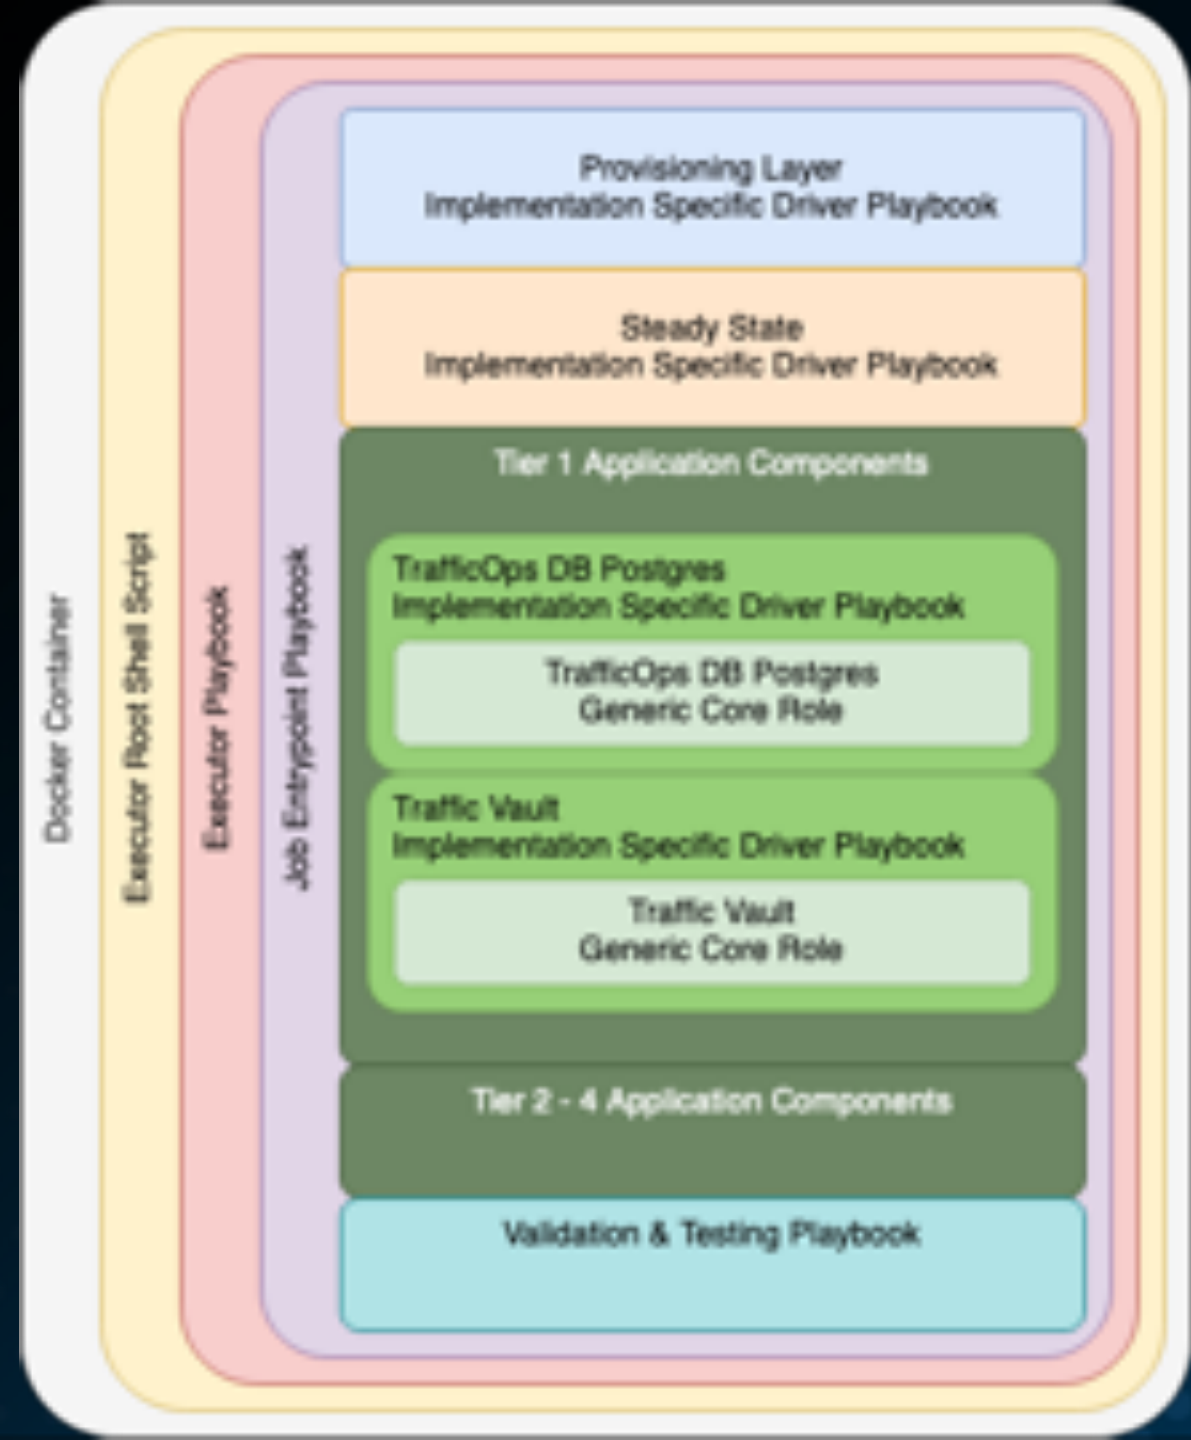 Docker Container
Executor Root Shell Script
Executor Playbook
Job Entrypoint Playbook
Provisioning Layer
Implementation Specific Driver Playbook
Steady State
Implementation Specific Driver Playbook
Tier 1 Application Components
TrafficOps DB Postgres
Implementation Specific Driver Playbook
TrafficOps DB Postgres
Generic Core Role
Traffic Vault
Implementation Specific Driver Playbook
Traffic Vault
Generic Core Role
Tier 2 - 4 Application Components
Validation & Testing Playbook